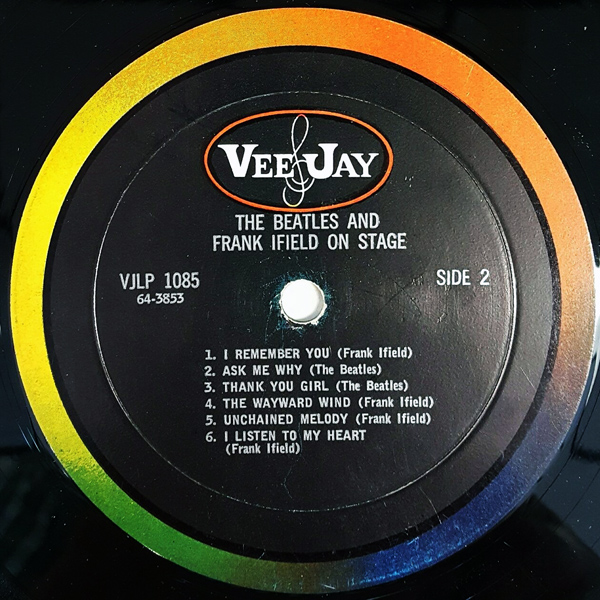 VEE JAY
THE BEATLES AND
FRANK IFIELD ON STAGE
VJLP 1085
64-3853
SIDE 2
1. I REMEMBER YOU (Frank Ifield)
2. ASK ME WHY (The Beatles)
3. THANK YOU GIRL (The Beatles)
4. THE WAYWARD WIND (Frank Ifield)
5. UNCHAINED MELODY (Frank Ifield)
6. I LISTEN TO MY HEART
(Frank Ifield)